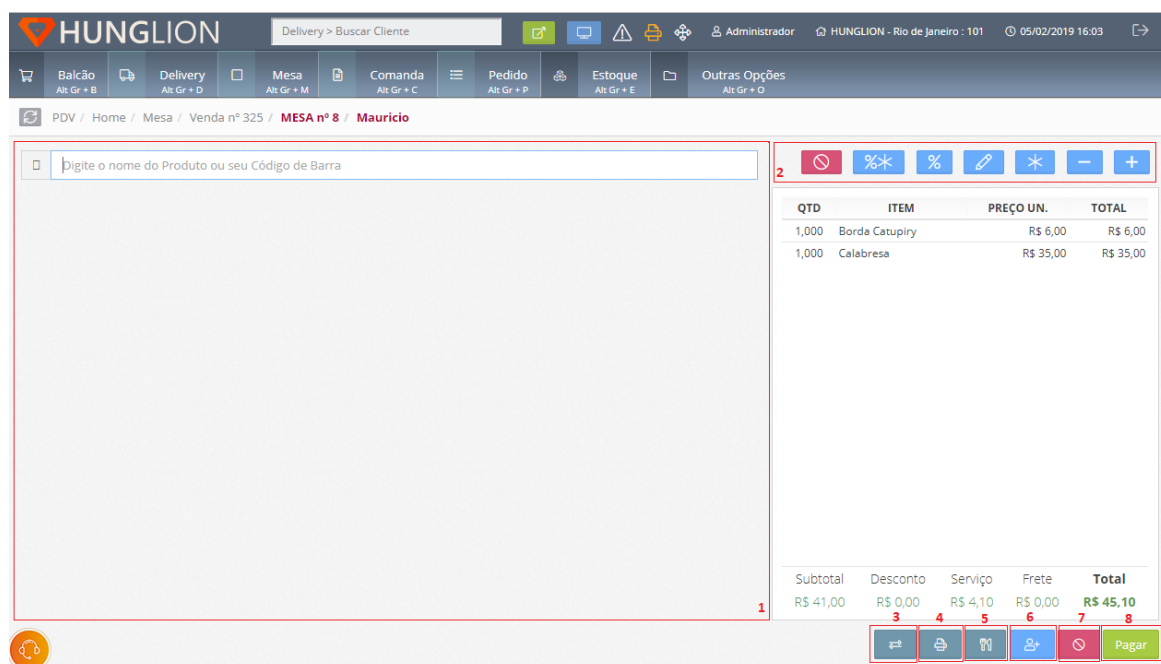 HUNGLION
Delivery > Buscar Cliente
Administrador
HUNGLION - Rio de Janeiro : 101
05/02/2019 16:03
Balcão
Alt Gr + B
Delivery
Alt Gr + D
Mesa
Alt Gr + M
Comanda
Alt Gr + C
Pedido
Alt Gr + P
Estoque
Alt Gr + E
Outras Opções
Alt Gr + O
PDV / Home / Mesa / Venda nº 325 / MESA nº 8 / Mauricio
Digite o nome do Produto ou seu Código de Barra
1
2
QTD ITEM PREÇO UN. TOTAL
1,000 Borda Catupiry R$ 6,00 R$ 6,00
1,000 Calabresa R$ 35,00 R$ 35,00
Subtotal Desconto Serviço Frete Total
R$ 41,00 R$ 0,00 R$ 4,10 R$ 0,00 R$ 45,10
3 4 5 6 7 8
Pagar